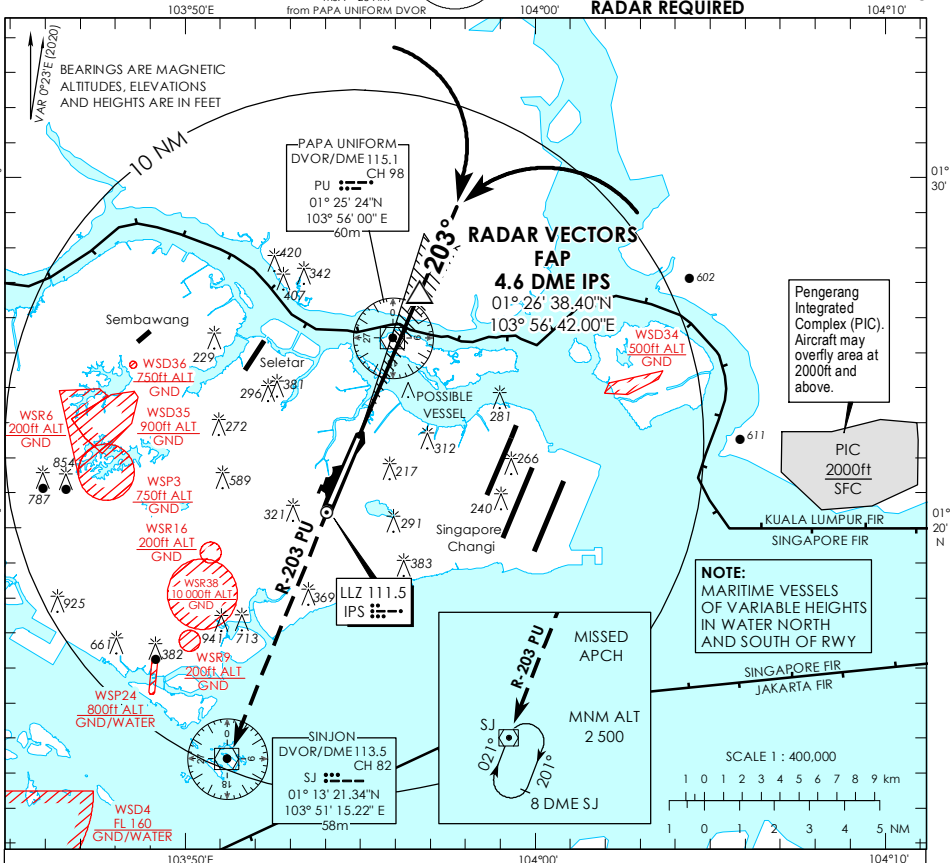 103°50'E
from PAPA UNIFORM DVOR
104°00'
RADAR REQUIRED
104°10'
VAR 0°23'E (2020)
BEARINGS ARE MAGNETIC
ALTITUDES, ELEVATIONS
AND HEIGHTS ARE IN FEET
10 NM
PAPA UNIFORM
DVOR/DME 115.1
CH 98
PU
01° 25' 24"N
103° 56' 00" E
60m
01°
30'
203°
RADAR VECTORS
FAP
4.6 DME IPS
01° 26' 38.40"N
103° 56' 42.00"E
420
342
407
602
Pengerang
Integrated
Complex (PIC).
Aircraft may
overfly area at
2000ft and
above.
Sembawang
229
Seletar
0
27
WSD34
500ft ALT
GND
WSD36
750ft ALT
GND
296
381
POSSIBLE
VESSEL
281
WSR6
200ft ALT
GND
WSD35
900ft ALT
GND
272
312
611
854
787
589
217
266
PIC
2000ft
SFC
WSP3
750ft ALT
GND
321
291
240
Singapore
Changi
01°
20'
N
KUALA LUMPUR FIR
SINGAPORE FIR
WSR16
200ft ALT
GND
R-203 PU
383
WSR38
10 000ft ALT
GND
LLZ 111.5
IPS
369
NOTE:
MARITIME VESSELS
OF VARIABLE HEIGHTS
IN WATER NORTH
AND SOUTH OF RWY
925
941
713
661
382
WSR9
200ft ALT
GND
WSP24
800ft ALT
GND/WATER
R-203 PU
MISSED
APCH
SINGAPORE FIR
JAKARTA FIR
MNM ALT
2 500
SJ
021°
201°
8 DME SJ
0
18
SINJON
DVOR/DME 113.5
CH 82
SJ
01° 13' 21.34"N
103° 51' 15.22" E
58m
SCALE 1 : 400,000
1 0 1 2 3 4 5 6 7 8 9 km
1 0 1 2 3 4 5 NM
WSD4
FL 160
GND/WATER
103°50'E
104°00'
104°10'